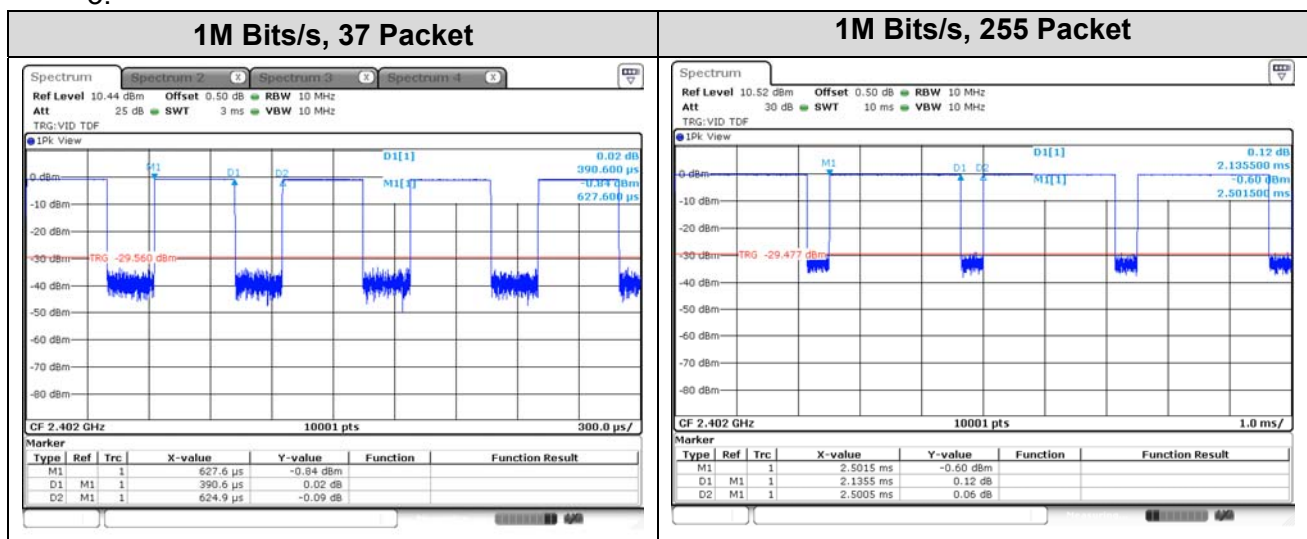 1M Bits/s, 37 Packet
Spectrum Spectrum 2 X Spectrum 3 X Spectrum 4 X
Ref Level 10.44 dBm Offset 0.50 dB RBW 10 MHz
Att 25 dB SWT 3 ms VBW 10 MHz
TRG:VID TDF
1Pk View
D1[1] 0.02 dB
390.600 µs
M1[1] -0.84 dBm
627.600 µs
M1 D1 D2
0 dBm
-10 dBm
-20 dBm
-30 dBm TRG -29.560 dBm
-40 dBm
-50 dBm
-60 dBm
-70 dBm
-80 dBm
CF 2.402 GHz 10001 pts 300.0 µs/
Marker
Type Ref Trc X-value Y-value Function Function Result
M1 1 627.6 µs -0.84 dBm
D1 M1 1 390.6 µs 0.02 dB
D2 M1 1 624.9 µs -0.09 dB
1M Bits/s, 255 Packet
Spectrum
Ref Level 10.52 dBm Offset 0.50 dB RBW 10 MHz
Att 30 dB SWT 10 ms VBW 10 MHz
TRG:VID TDF
1Pk View
D1[1] 0.12 dB
2.135500 ms
M1[1] -0.60 dBm
2.501500 ms
M1 D1 D2
0 dBm
-10 dBm
-20 dBm
-30 dBm TRG -29.477 dBm
-40 dBm
-50 dBm
-60 dBm
-70 dBm
-80 dBm
CF 2.402 GHz 10001 pts 1.0 ms/
Marker
Type Ref Trc X-value Y-value Function Function Result
M1 1 2.5015 ms -0.60 dBm
D1 M1 1 2.1355 ms 0.12 dB
D2 M1 1 2.5005 ms 0.06 dB